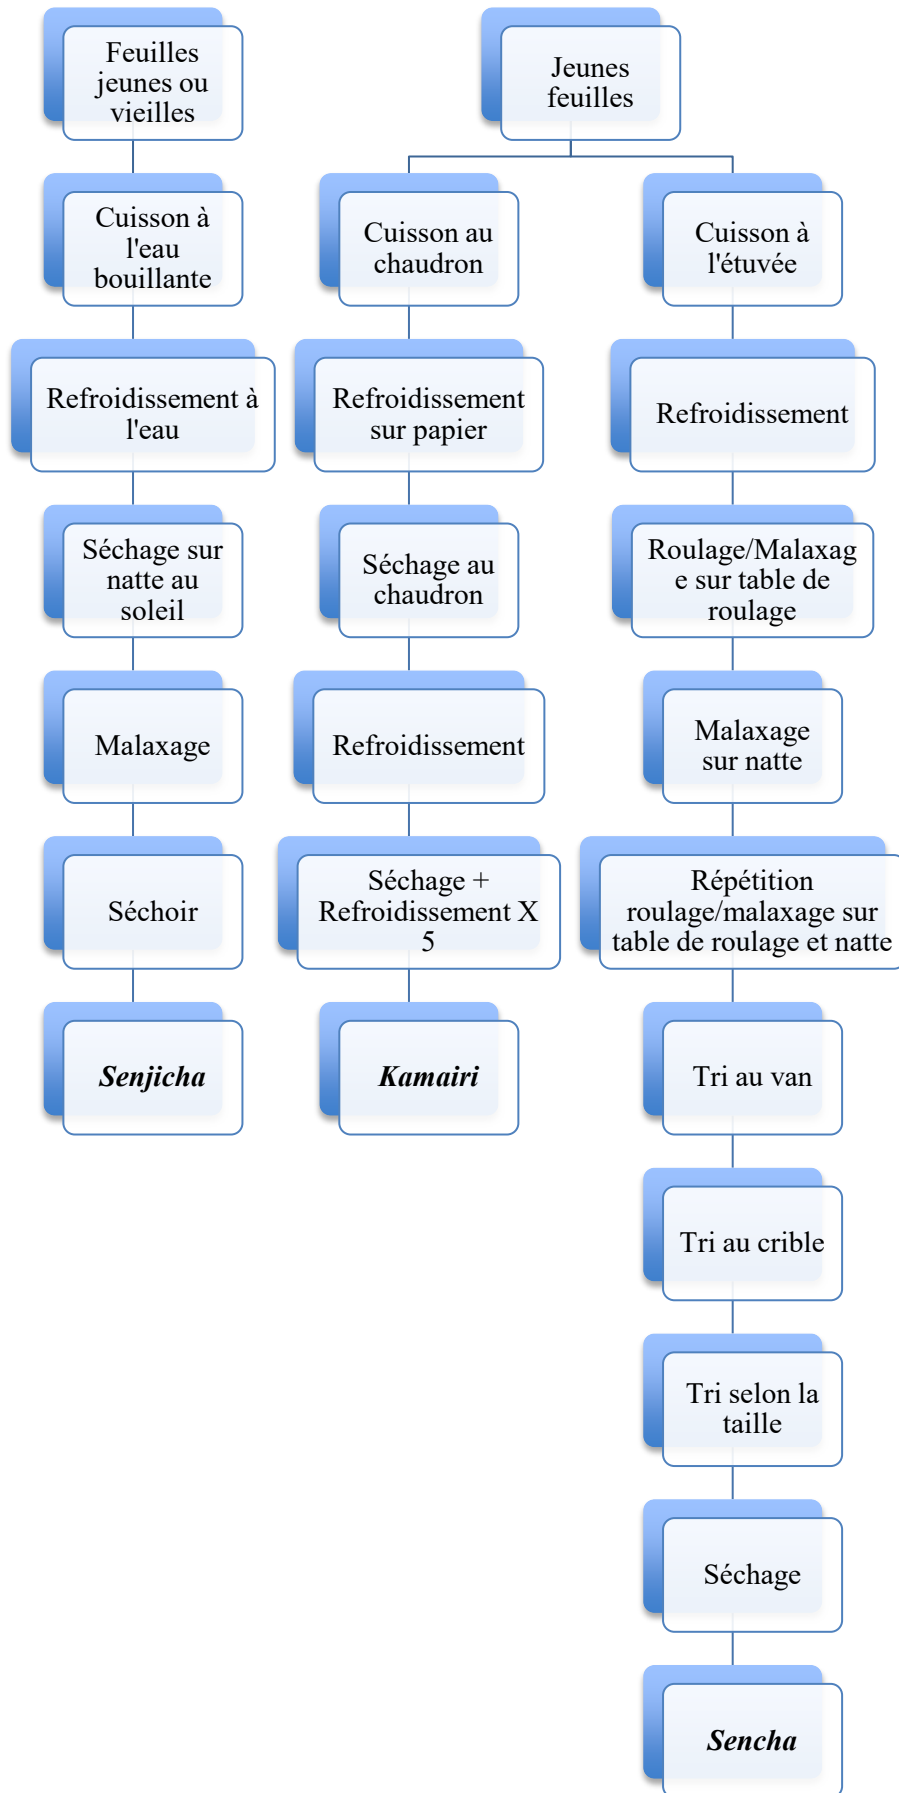 Feuilles
jeunes ou
vieilles
Cuisson à
l'eau
bouillante
Refroidissement à
l'eau
Séchage sur
natte au
soleil
Malaxage
Séchoir
Senjicha
Jeunes
feuilles
Cuisson au
chaudron
Refroidissement
sur papier
Séchage au
chaudron
Refroidissement
Séchage +
Refroidissement X
5
Kamairi
Cuisson à
l'étuvée
Refroidissement
Roulage/Malaxag
e sur table de
roulage
Malaxage
sur natte
Répétition
roulage/malaxage sur
table de roulage et natte
Tri au van
Tri au crible
Tri selon la
taille
Séchage
Sencha